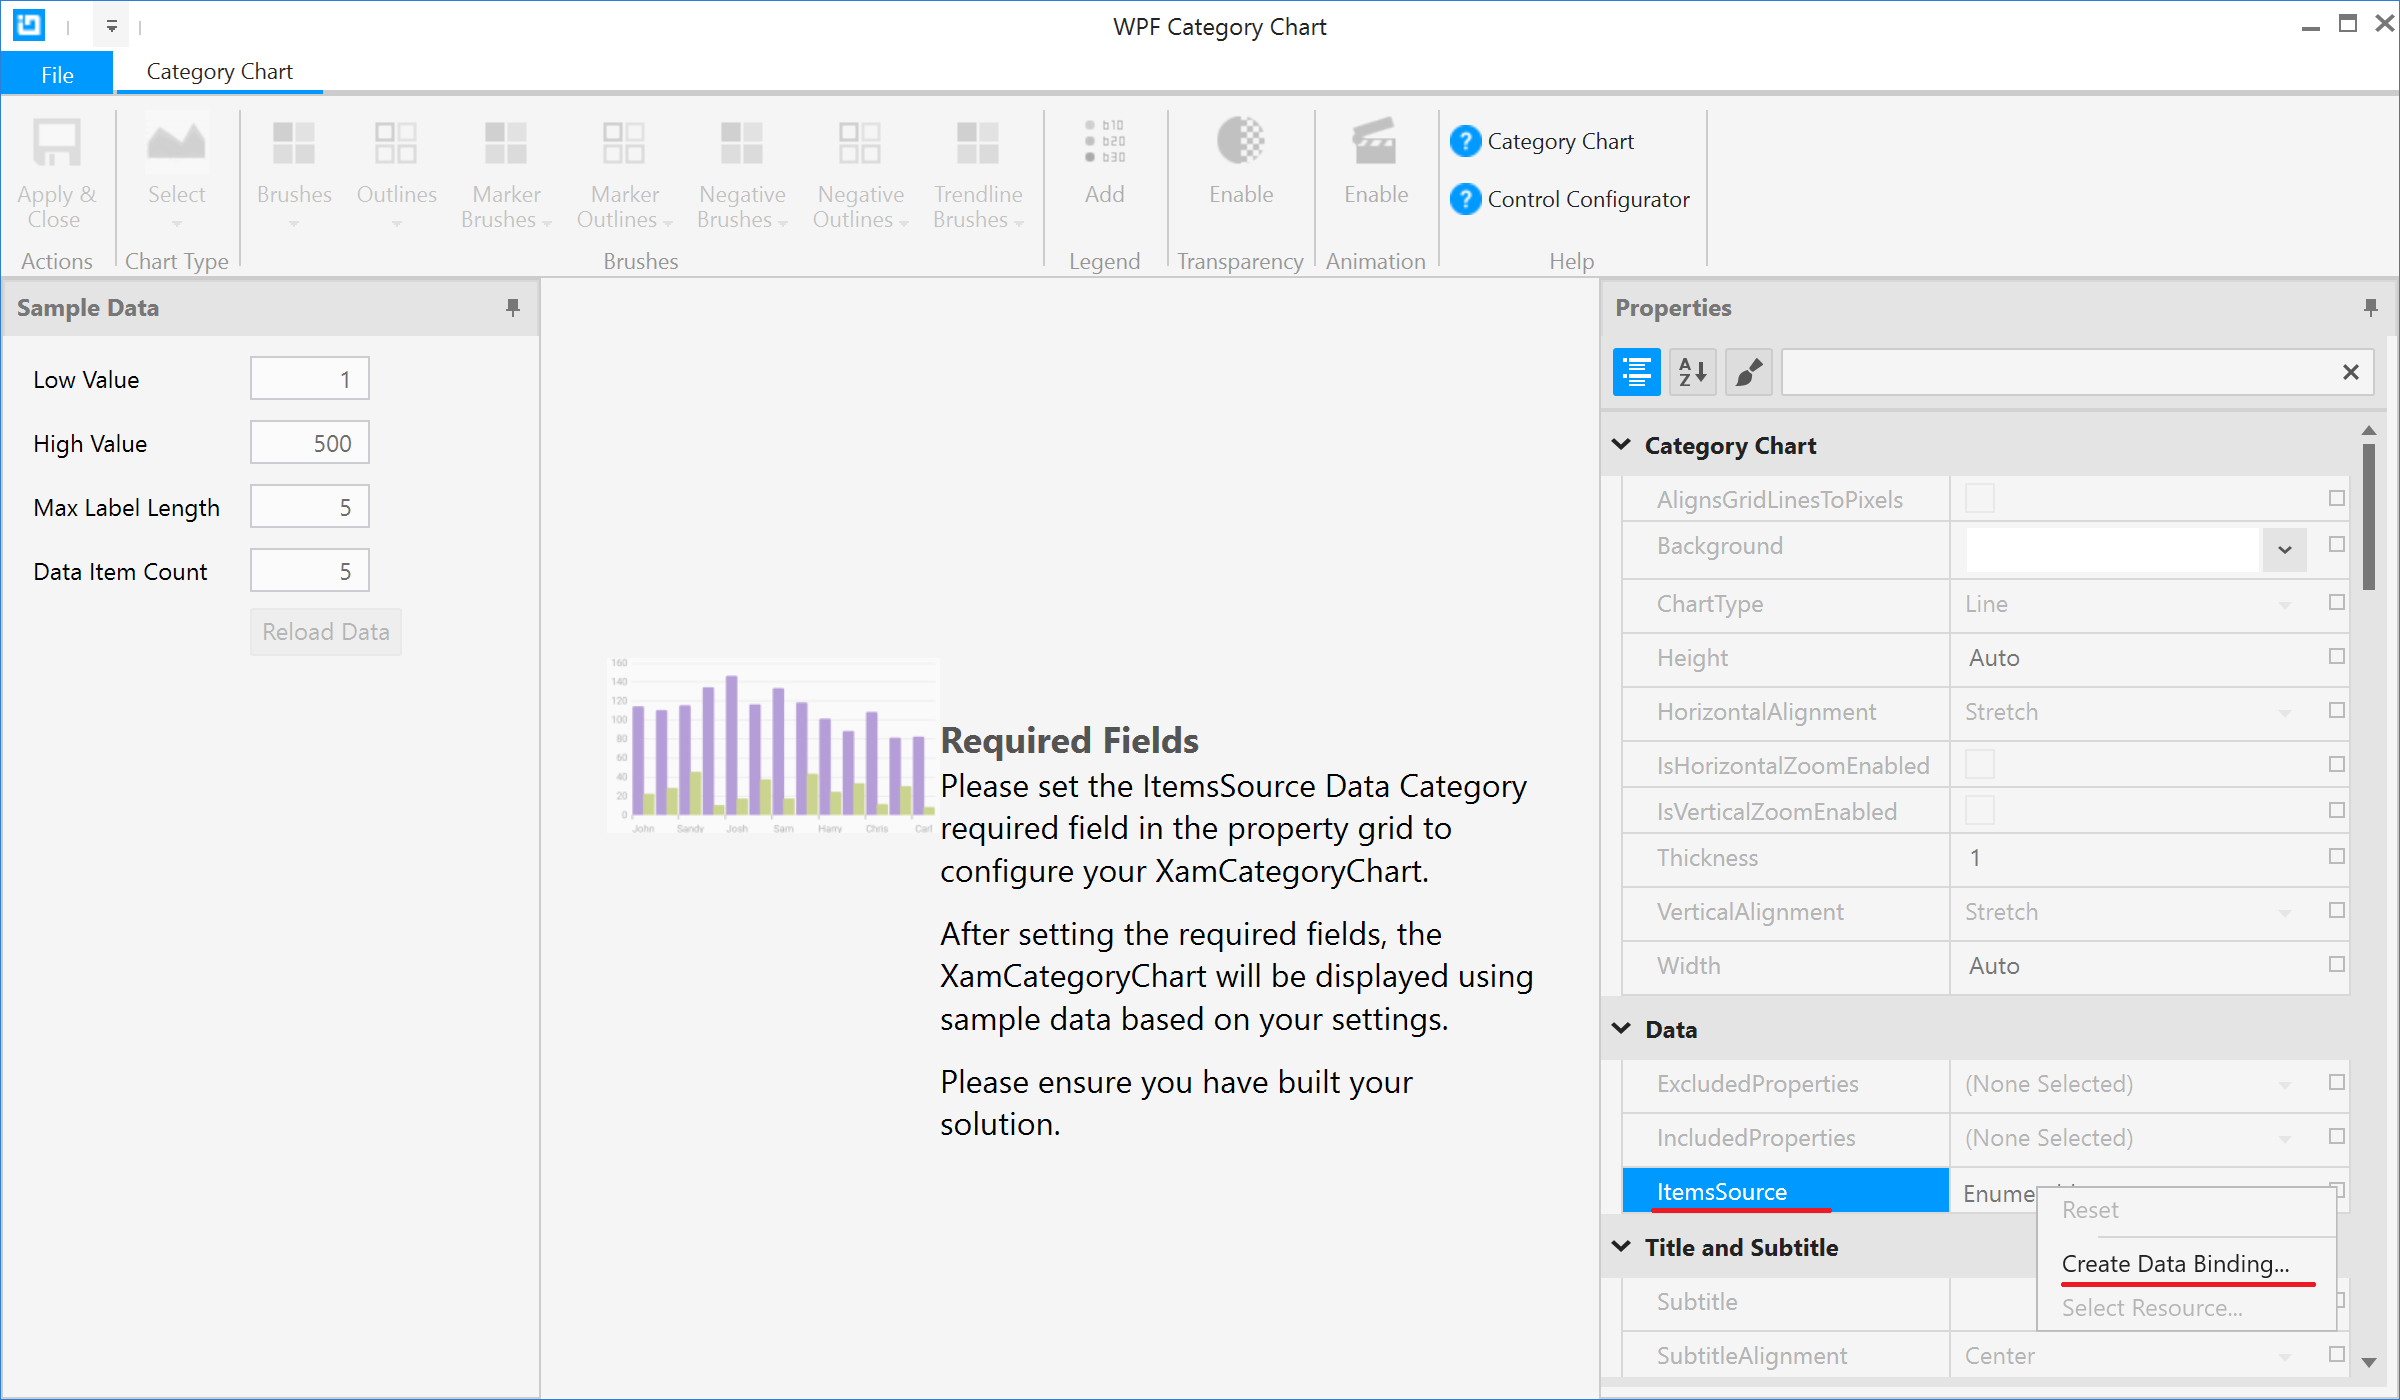 WPF Category Chart
File
Category Chart
Apply &
Close
Actions
Select
Chart Type
Brushes
Outlines
Marker
Brushes
Marker
Outlines
Negative
Brushes
Negative
Outlines
Trendline
Brushes
Brushes
b10
b20
b30
Add
Legend
Enable
Transparency
Enable
Animation
? Category Chart
? Control Configurator
Help
Sample Data
Low Value 1
High Value 500
Max Label Length 5
Data Item Count 5
Reload Data
160
140
120
100
80
60
40
20
0
John Sandy Josh Sam Harry Chris Carl
Required Fields
Please set the ItemsSource Data Category
required field in the property grid to
configure your XamCategoryChart.
After setting the required fields, the
XamCategoryChart will be displayed using
sample data based on your settings.
Please ensure you have built your
solution.
Properties
A
Z
Category Chart
AlignsGridLinesToPixels
Background
ChartType Line
Height Auto
HorizontalAlignment Stretch
IsHorizontalZoomEnabled
IsVerticalZoomEnabled
Thickness 1
VerticalAlignment Stretch
Width Auto
Data
ExcludedProperties (None Selected)
IncludedProperties (None Selected)
ItemsSource Enume
Reset
Create Data Binding...
Select Resource...
Title and Subtitle
Subtitle
SubtitleAlignment Center